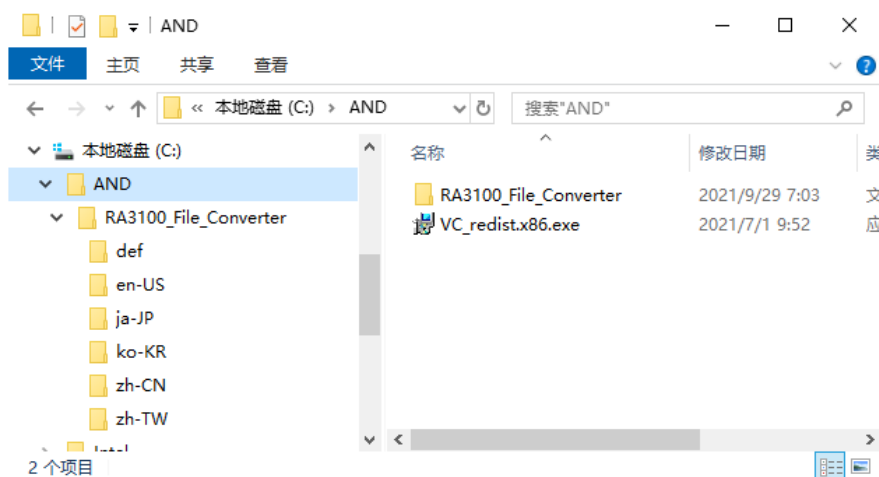 AND
文件 主页 共享 查看
« 本地磁盘 (C:) › AND 搜索"AND"
本地磁盘 (C:)
AND
RA3100_File_Converter
def
en-US
ja-JP
ko-KR
zh-CN
zh-TW
名称 修改日期
RA3100_File_Converter 2021/9/29 7:03
VC_redist.x86.exe 2021/7/1 9:52
2 个项目